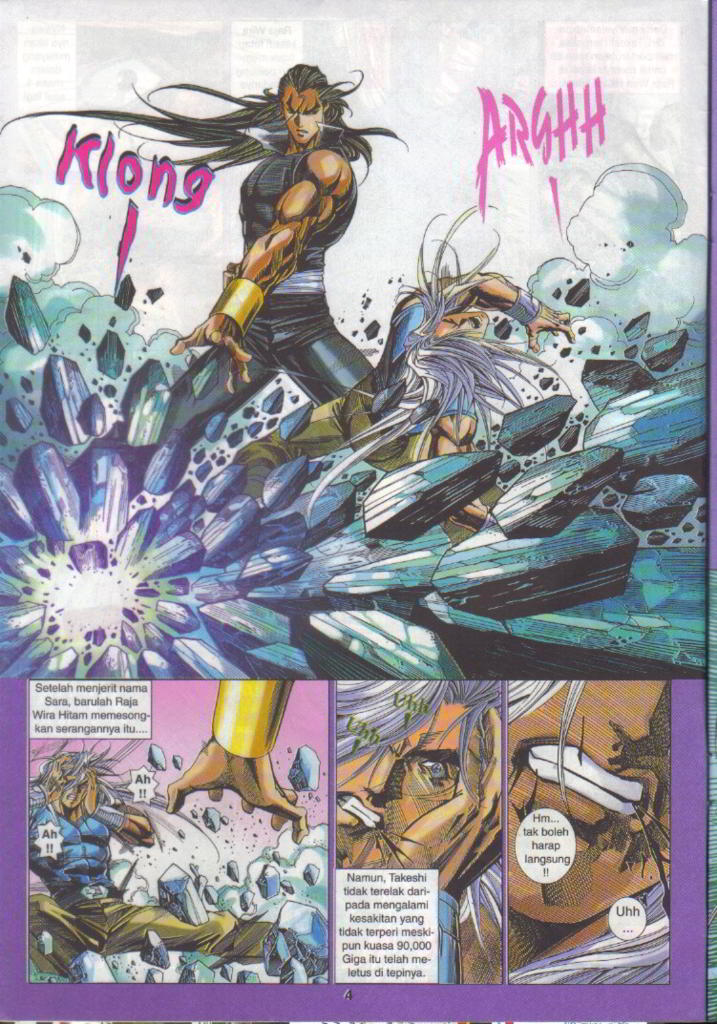 Klong
!
ARGHH
!
Setelah menjerit nama
Sara, barulah Raja
Wira Hitam memesong-
kan serangannya itu....
Ah
!!
Ah
!!
Uhh
Uhh
Namun, Takeshi
tidak terelak dari-
pada mengalami
kesakitan yang
tidak terperi meski-
pun kuasa 90,000
Giga itu telah me-
letus di tepinya.
Hm...
tak boleh
harap
langsung
!!
Uhh
...
4